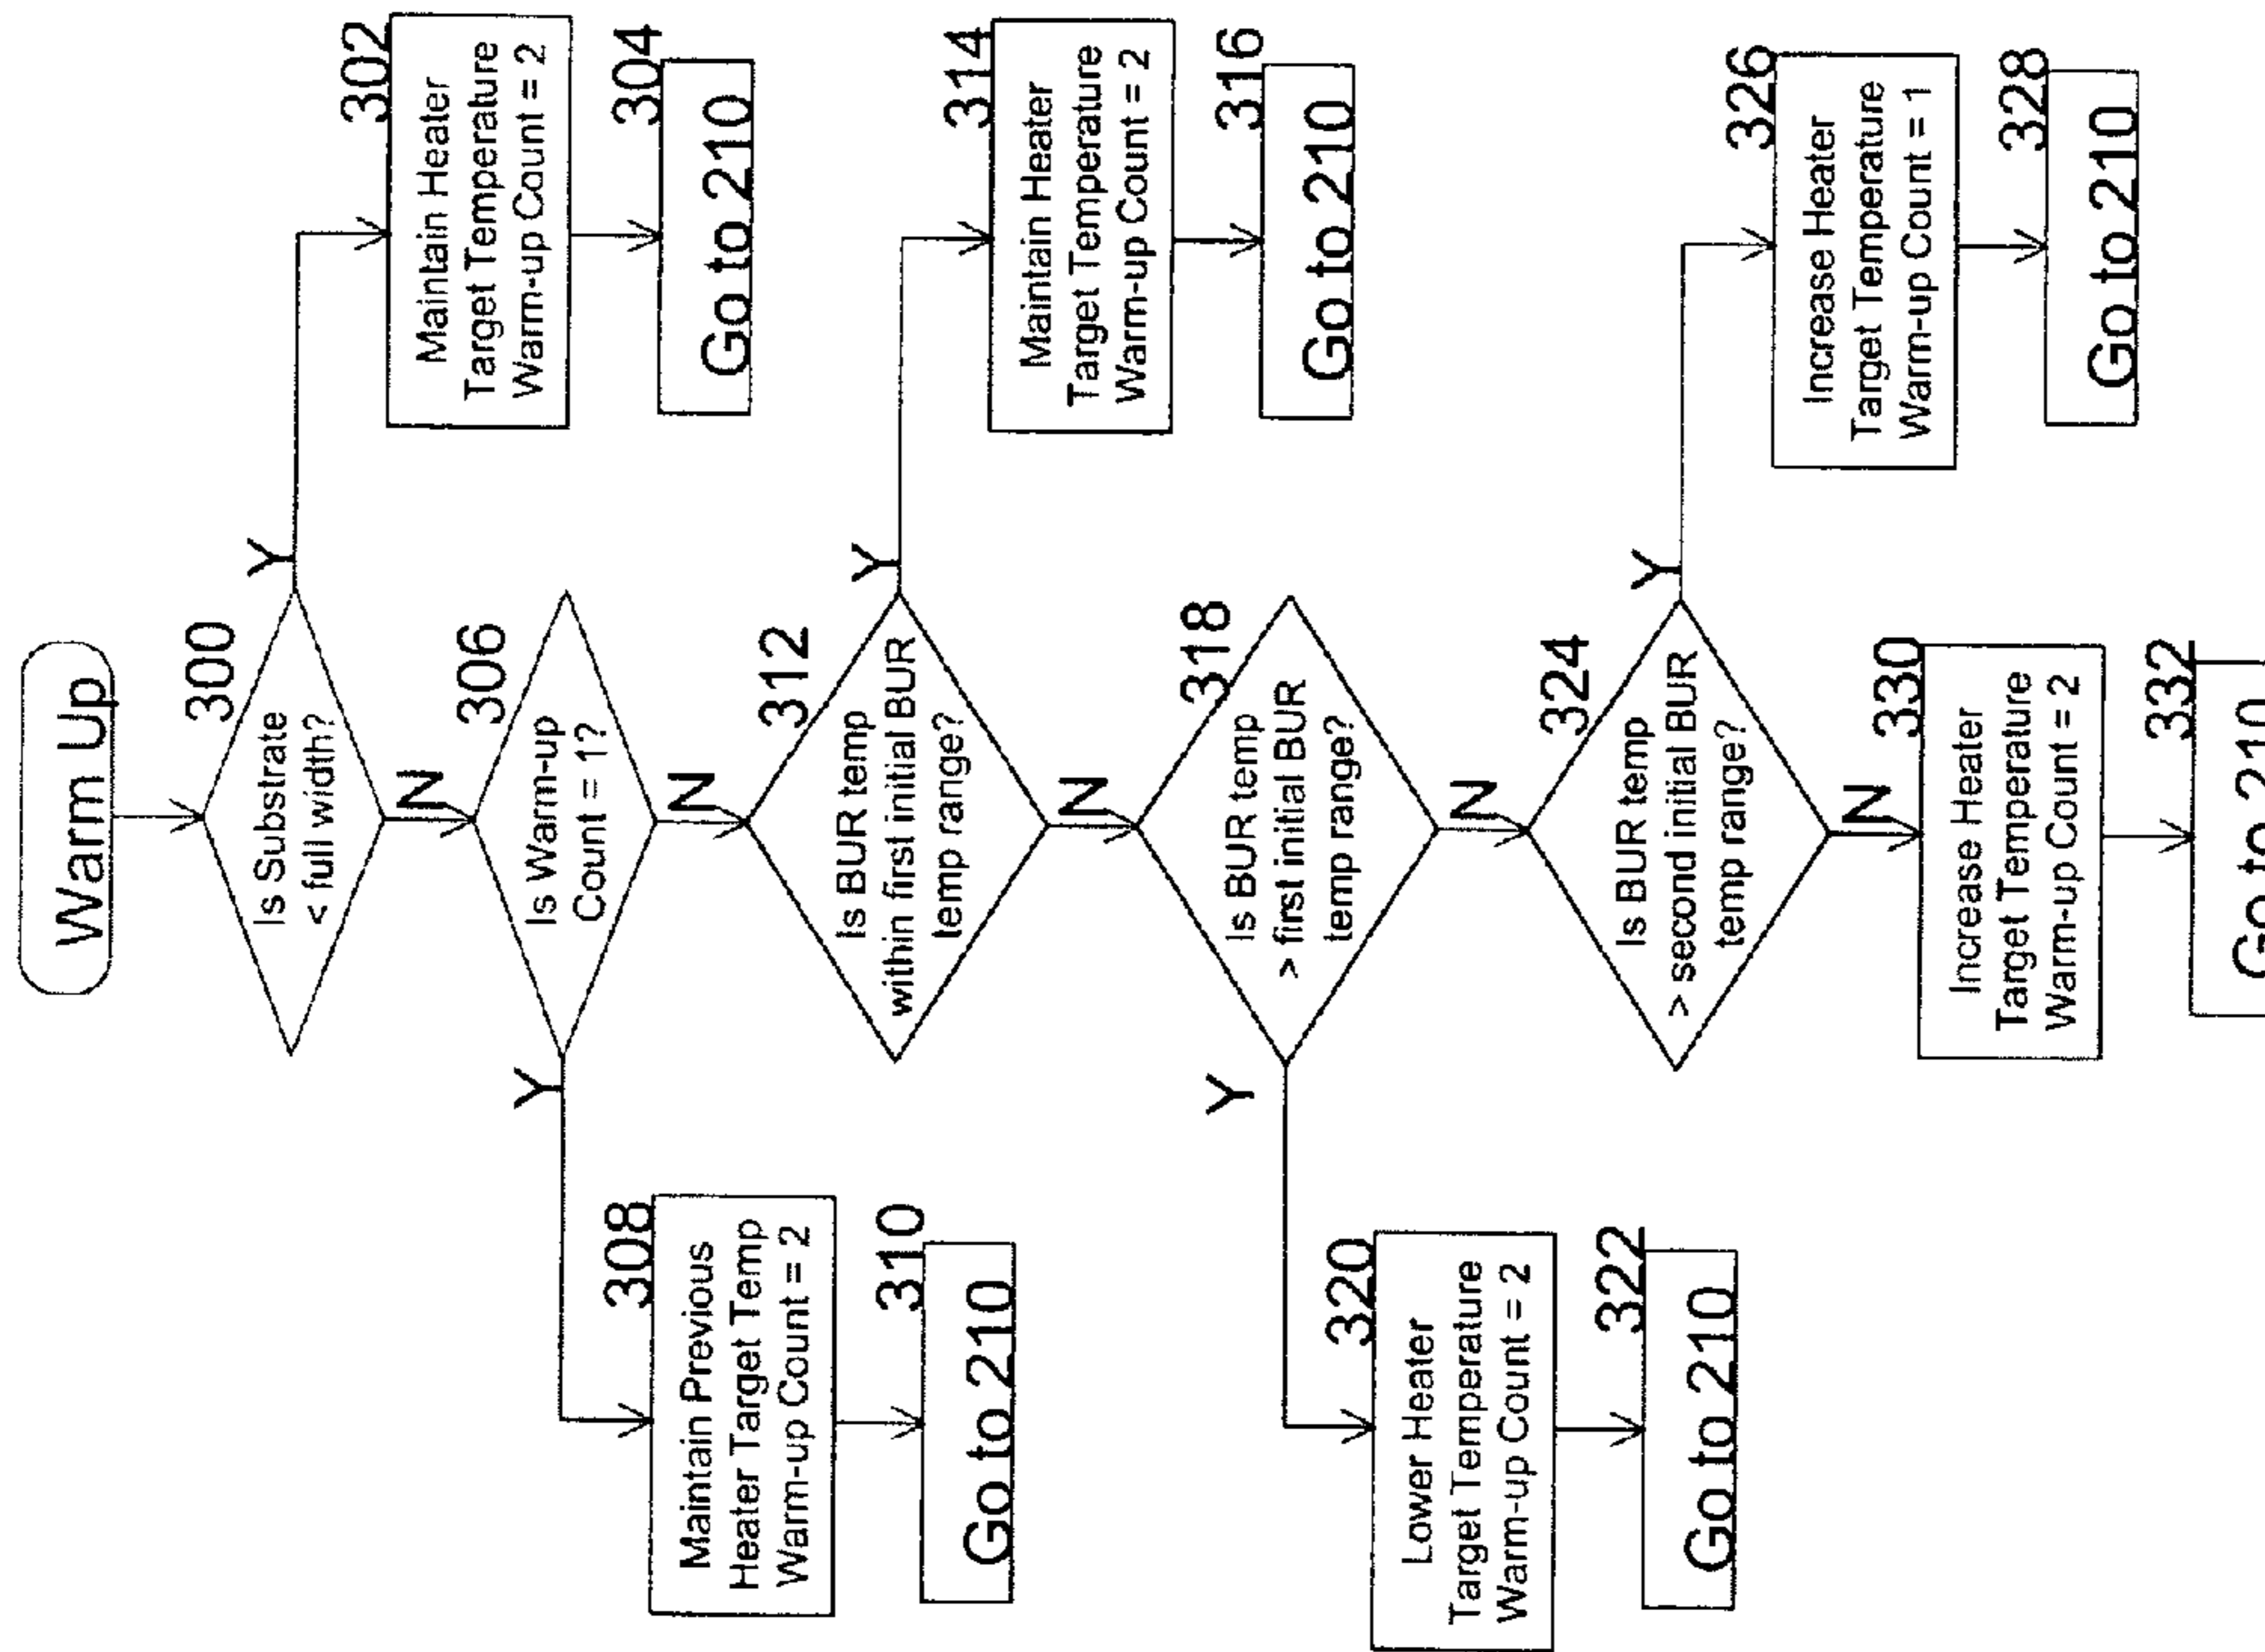 Warm Up
300
Is Substrate
< full width?
Y
302
Maintain Heater
Target Temperature
Warm-up Count = 2
304
Go to 210
N
306
Is Warm-up
Count = 1?
Y
308
Maintain Previous
Heater Target Temp
Warm-up Count = 2
310
Go to 210
N
312
Is BUR temp
within first initial BUR
temp range?
Y
314
Maintain Heater
Target Temperature
Warm-up Count = 2
316
Go to 210
N
318
Is BUR temp
> first initial BUR
temp range?
Y
320
Lower Heater
Target Temperature
Warm-up Count = 2
322
Go to 210
N
324
Is BUR temp
> second initial BUR
temp range?
Y
326
Increase Heater
Target Temperature
Warm-up Count = 1
328
Go to 210
N
330
Increase Heater
Target Temperature
Warm-up Count = 2
332
Go to 210